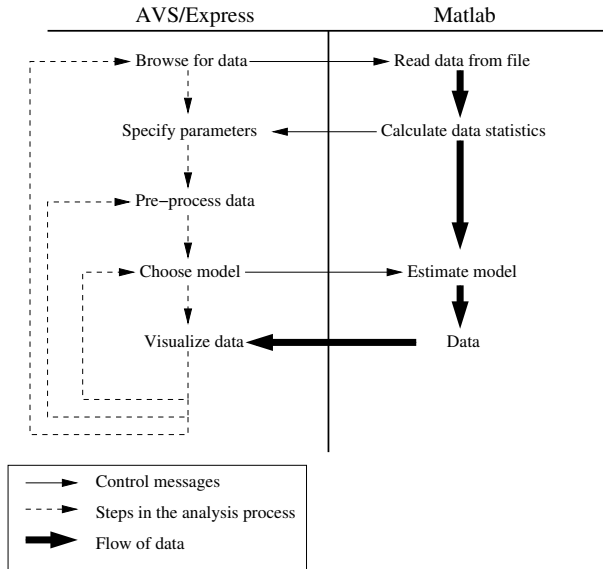 AVS/Express Matlab
Browse for data Read data from file
Specify parameters Calculate data statistics
Pre−process data
Choose model Estimate model
Visualize data Data
Control messages
Steps in the analysis process
Flow of data